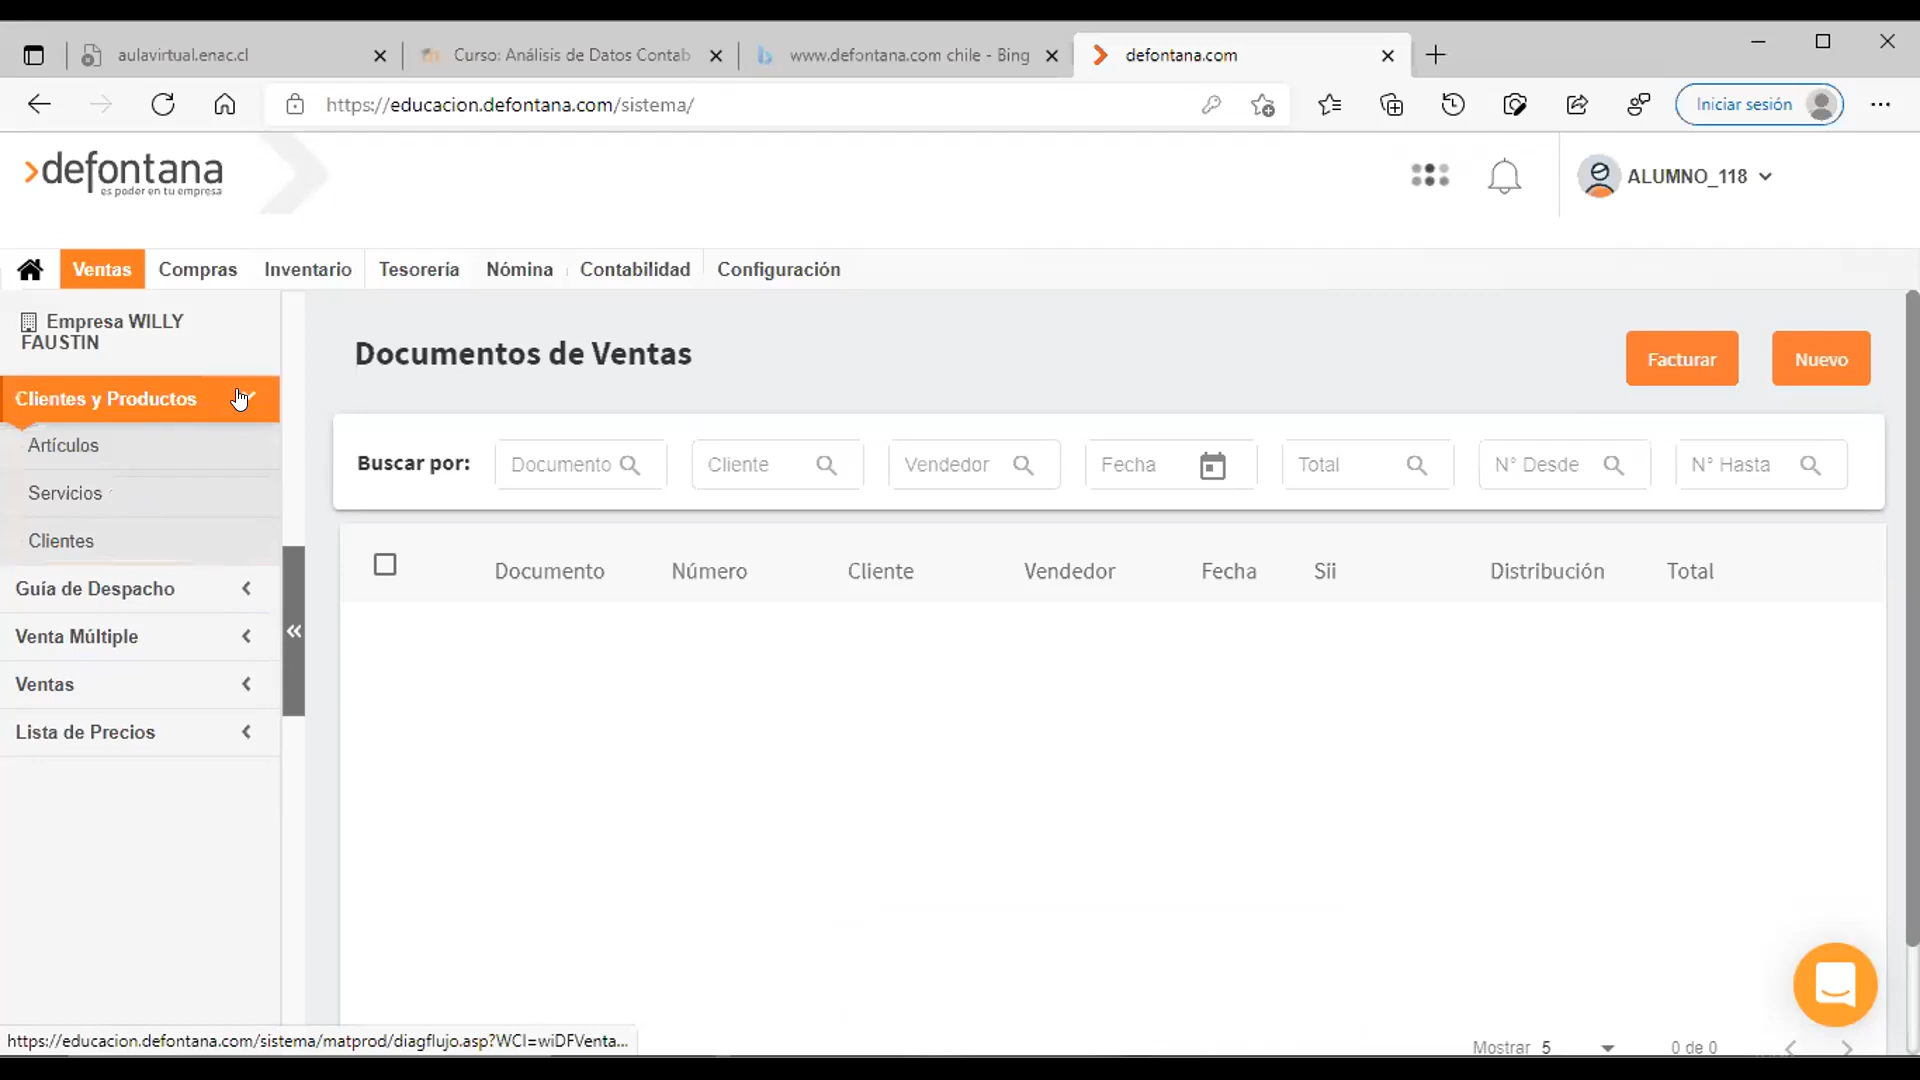 aulavirtual.enac.cl
Curso: Análisis de Datos Contab
www.defontana.com chile - Bing
defontana.com
https://educacion.defontana.com/sistema/
Iniciar sesión
defontana
es poder en tu empresa
ALUMNO_118
Ventas
Compras
Inventario
Tesorería
Nómina
Contabilidad
Configuración
Empresa WILLY
FAUSTIN
Clientes y Productos
Artículos
Servicios
Clientes
Guía de Despacho
Venta Múltiple
Ventas
Lista de Precios
Documentos de Ventas
Facturar
Nuevo
Buscar por:
Documento
Cliente
Vendedor
Fecha
Total
N° Desde
N° Hasta
Documento
Número
Cliente
Vendedor
Fecha
Sii
Distribución
Total
https://educacion.defontana.com/sistema/matprod/diagflujo.asp?WCI=wiDFVenta...
Mostrar 5
0 de 0